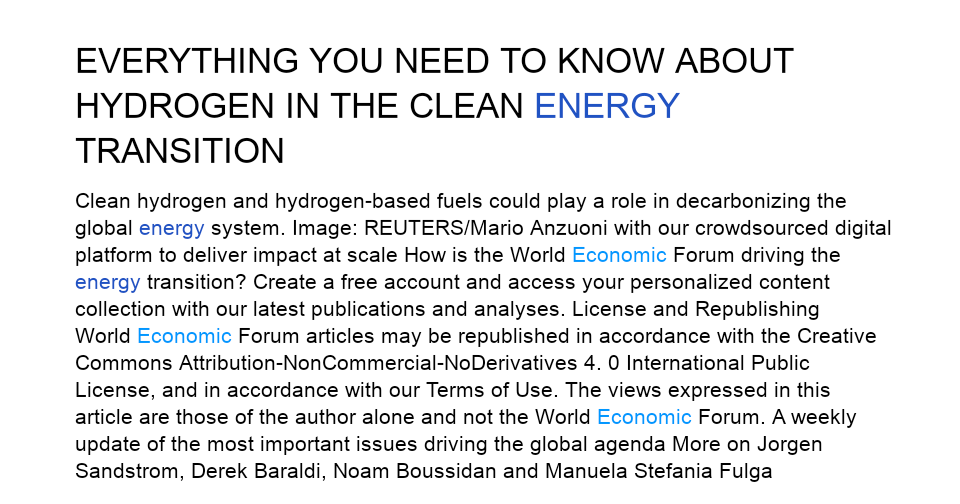 EVERYTHING YOU NEED TO KNOW ABOUT
HYDROGEN IN THE CLEAN ENERGY
TRANSITION
Clean hydrogen and hydrogen-based fuels could play a role in decarbonizing the
global energy system. Image: REUTERS/Mario Anzuoni with our crowdsourced digital
platform to deliver impact at scale How is the World Economic Forum driving the
energy transition? Create a free account and access your personalized content
collection with our latest publications and analyses. License and Republishing
World Economic Forum articles may be republished in accordance with the Creative
Commons Attribution-NonCommercial-NoDerivatives 4. 0 International Public
License, and in accordance with our Terms of Use. The views expressed in this
article are those of the author alone and not the World Economic Forum. A weekly
update of the most important issues driving the global agenda More on Jorgen
Sandstrom, Derek Baraldi, Noam Boussidan and Manuela Stefania Fulga